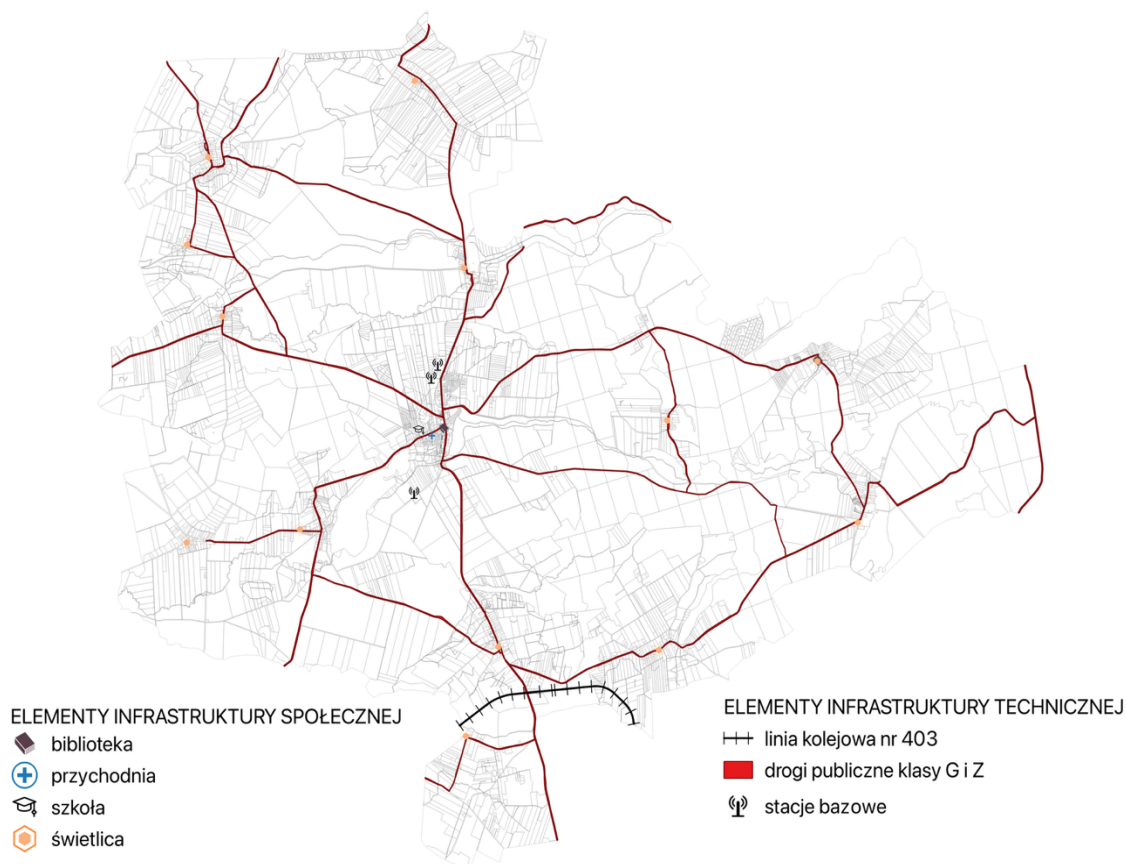 ELEMENTY INFRASTRUKTURY SPOŁECZNEJ
biblioteka
przychodnia
szkoła
świetlica
ELEMENTY INFRASTRUKTURY TECHNICZNEJ
linia kolejowa nr 403
drogi publiczne klasy G i Z
stacje bazowe